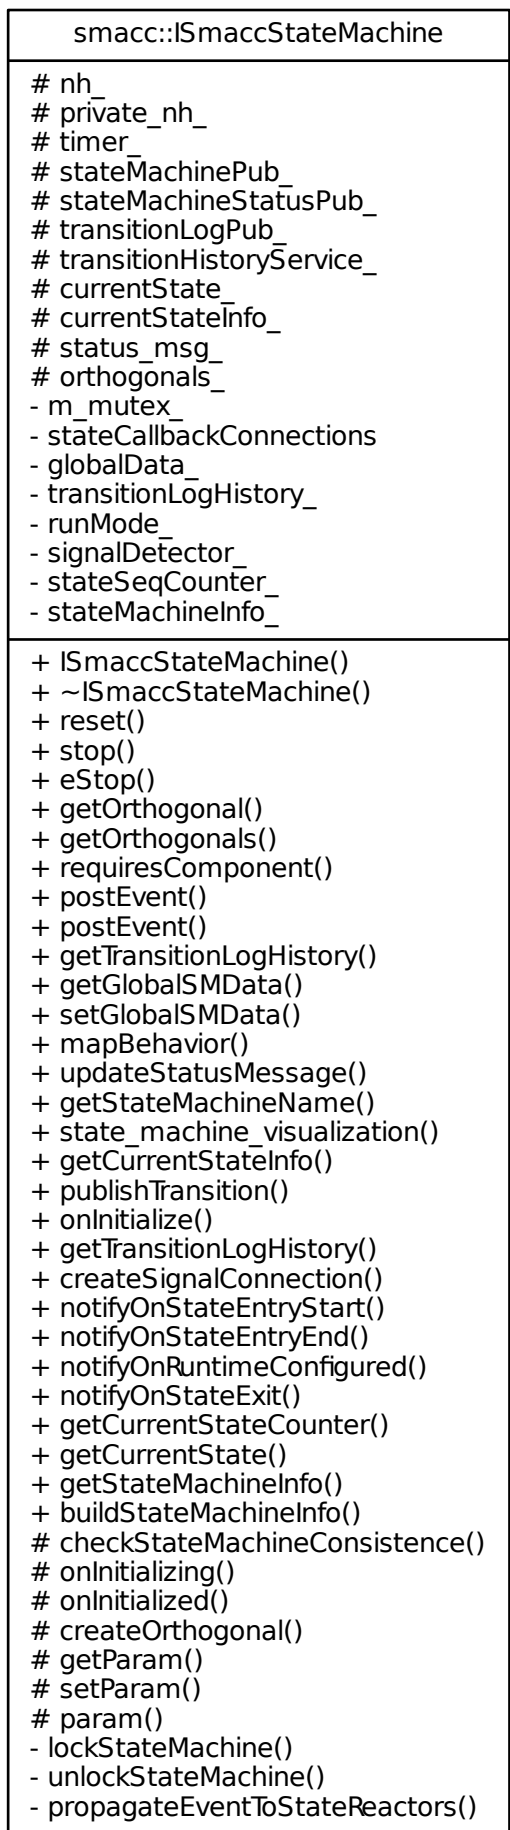 smacc::ISmaccStateMachine
# nh_
# private_nh_
# timer_
# stateMachinePub_
# stateMachineStatusPub_
# transitionLogPub_
# transitionHistoryService_
# currentState_
# currentStateInfo_
# status_msg_
# orthogonals_
- m_mutex_
- stateCallbackConnections
- globalData_
- transitionLogHistory_
- runMode_
- signalDetector_
- stateSeqCounter_
- stateMachineInfo_
+ ISmaccStateMachine()
+ ~ISmaccStateMachine()
+ reset()
+ stop()
+ eStop()
+ getOrthogonal()
+ getOrthogonals()
+ requiresComponent()
+ postEvent()
+ postEvent()
+ getTransitionLogHistory()
+ getGlobalSMData()
+ setGlobalSMData()
+ mapBehavior()
+ updateStatusMessage()
+ getStateMachineName()
+ state_machine_visualization()
+ getCurrentStateInfo()
+ publishTransition()
+ onInitialize()
+ getTransitionLogHistory()
+ createSignalConnection()
+ notifyOnStateEntryStart()
+ notifyOnStateEntryEnd()
+ notifyOnRuntimeConfigured()
+ notifyOnStateExit()
+ getCurrentStateCounter()
+ getCurrentState()
+ getStateMachineInfo()
+ buildStateMachineInfo()
# checkStateMachineConsistence()
# onInitializing()
# onInitialized()
# createOrthogonal()
# getParam()
# setParam()
# param()
- lockStateMachine()
- unlockStateMachine()
- propagateEventToStateReactors()